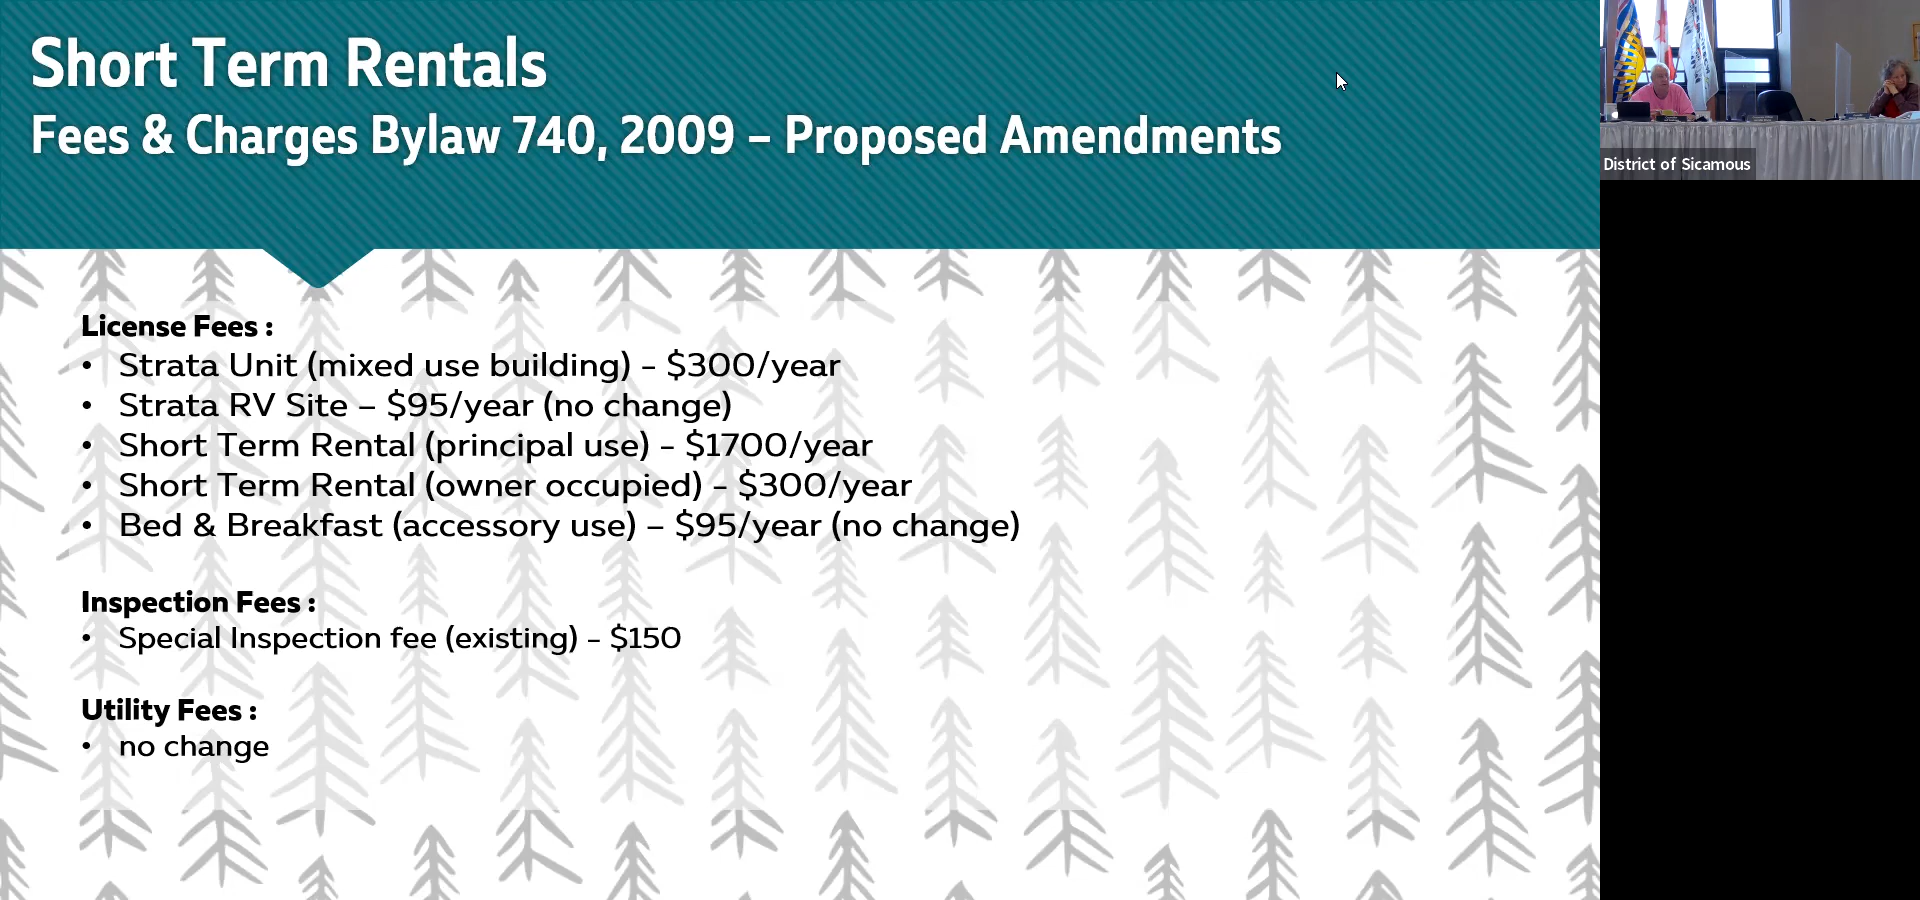 Short Term Rentals
Fees & Charges Bylaw 740, 2009 – Proposed Amendments
License Fees :
• Strata Unit (mixed use building) - $300/year
• Strata RV Site – $95/year (no change)
• Short Term Rental (principal use) - $1700/year
• Short Term Rental (owner occupied) - $300/year
• Bed & Breakfast (accessory use) – $95/year (no change)
Inspection Fees :
• Special Inspection fee (existing) - $150
Utility Fees :
• no change
District of Sicamous